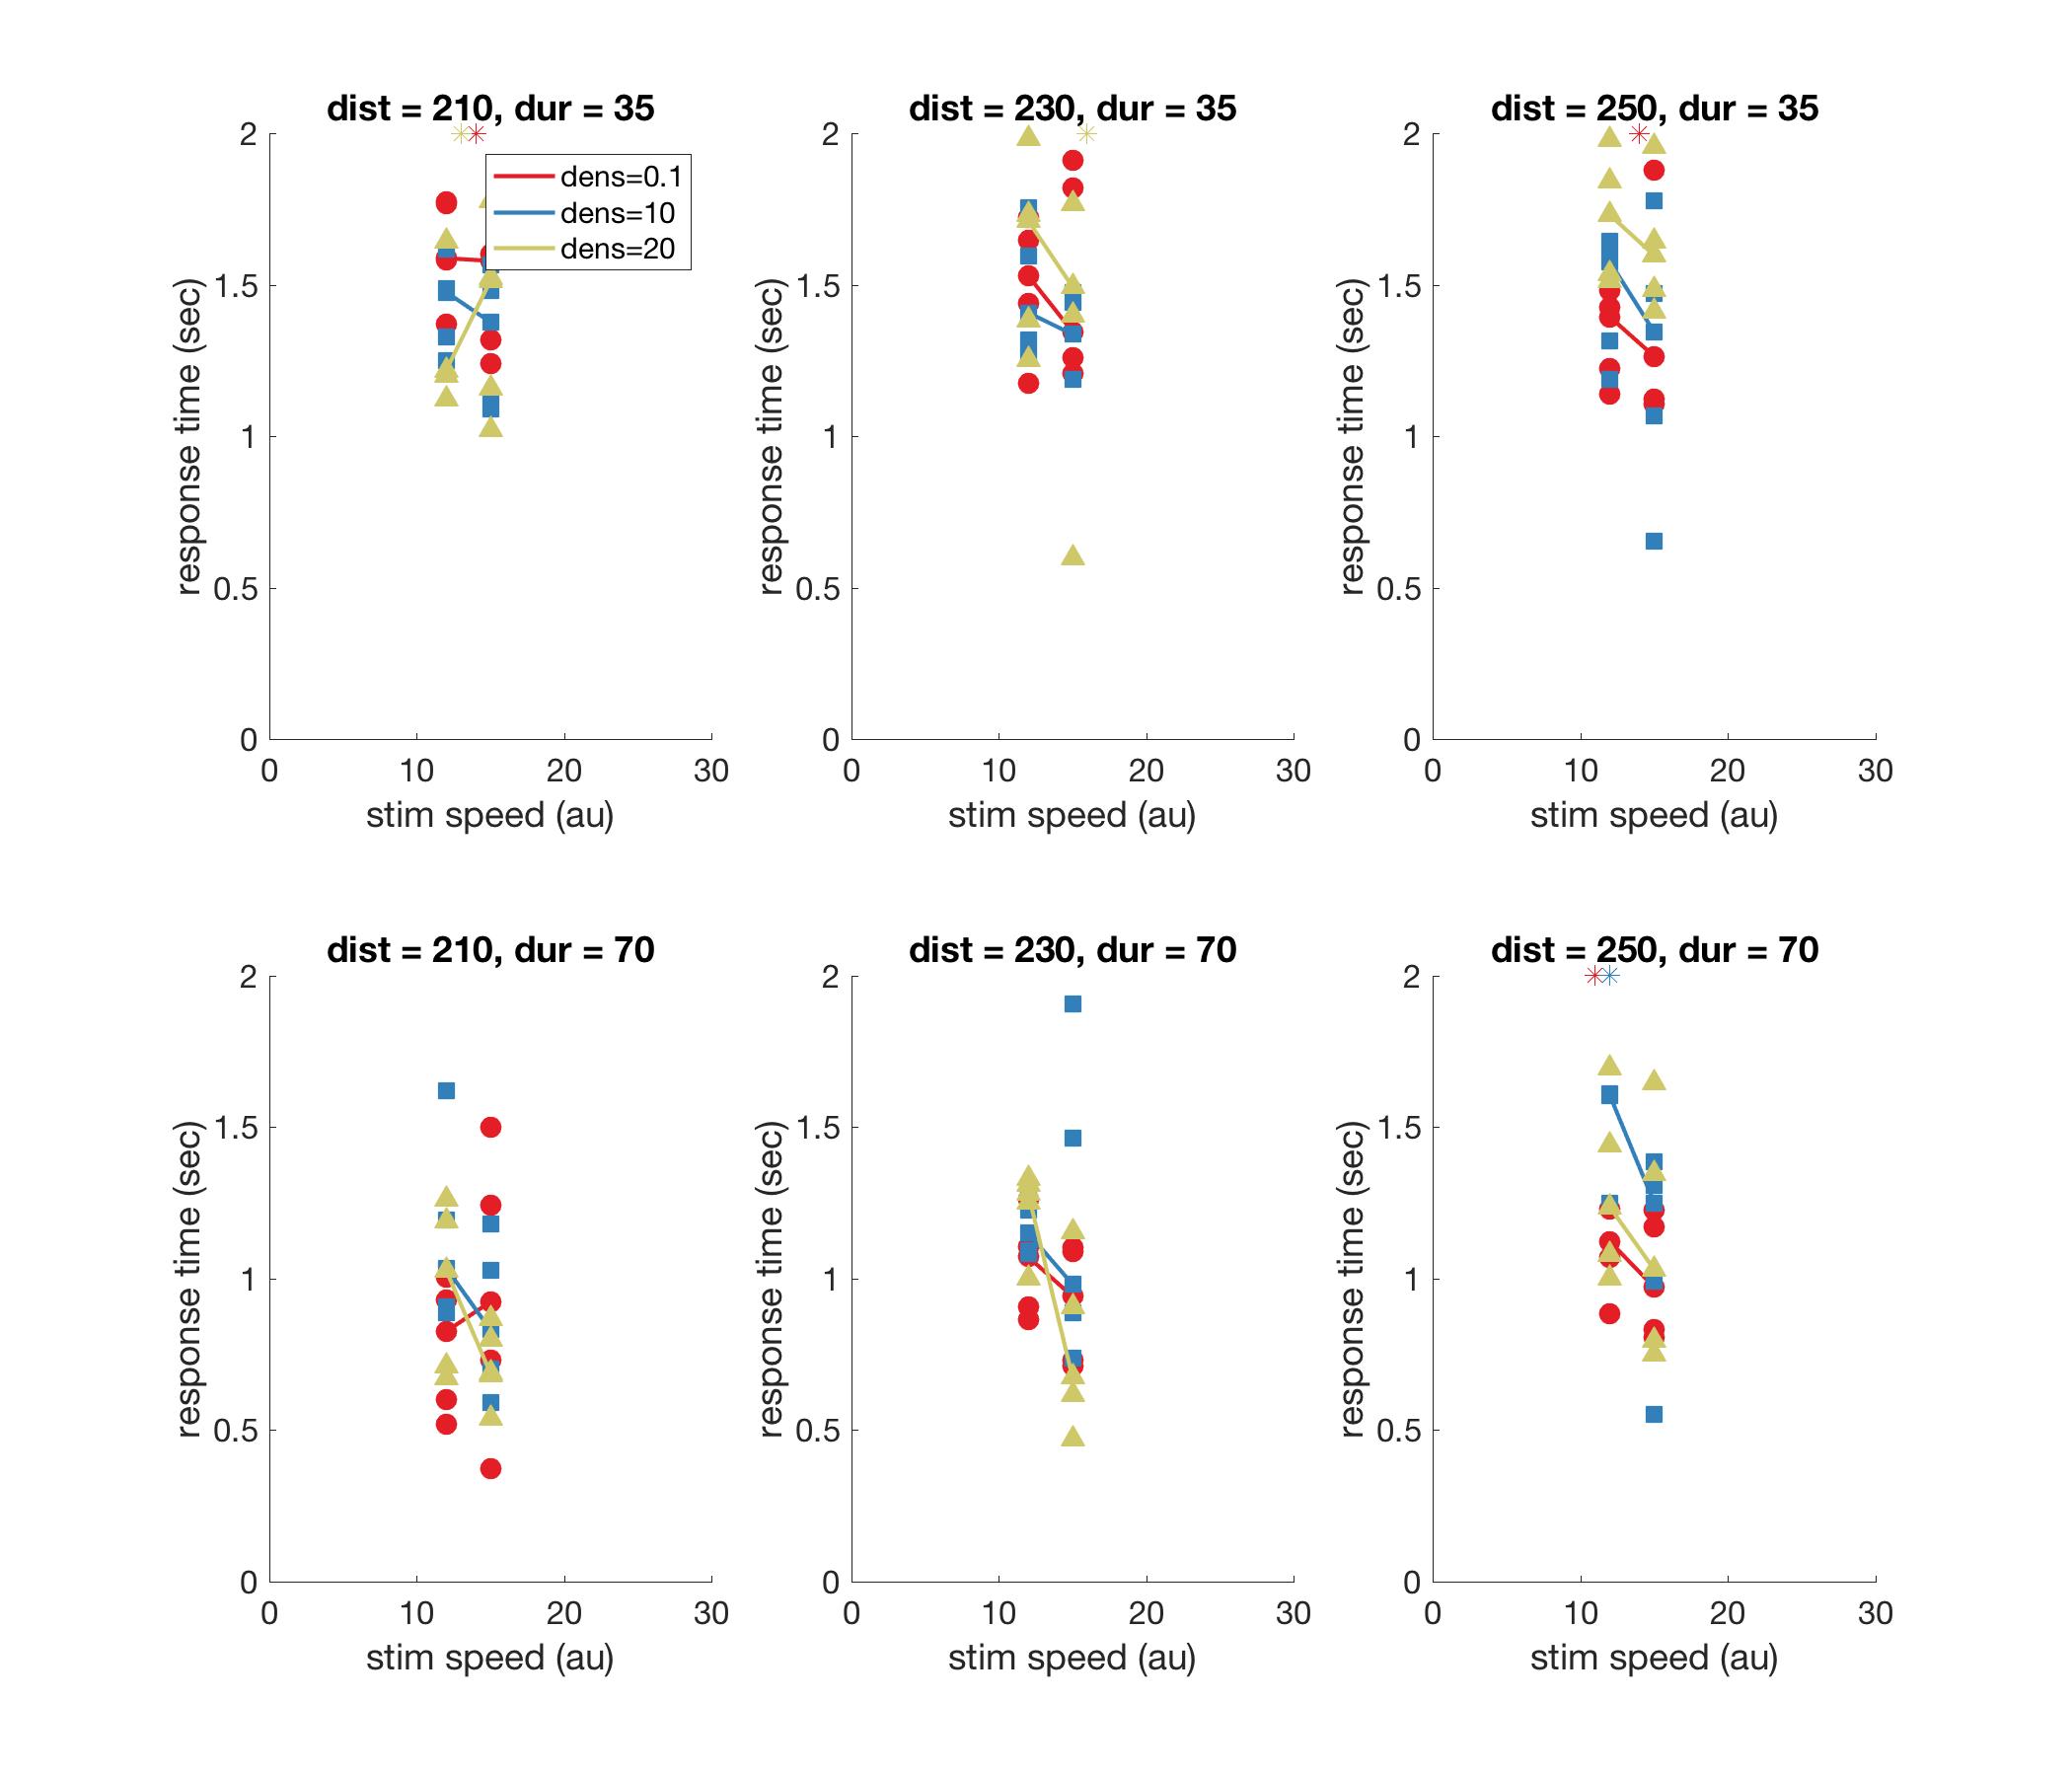 dist = 210, dur = 35
dist = 230, dur = 35
dist = 250, dur = 35
dens=0.1
dens=10
dens=20
response time (sec)
2
1.5
1
0.5
0
0 10 20 30
stim speed (au)
response time (sec)
2
1.5
1
0.5
0
0 10 20 30
stim speed (au)
response time (sec)
2
1.5
1
0.5
0
0 10 20 30
stim speed (au)
dist = 210, dur = 70
dist = 230, dur = 70
dist = 250, dur = 70
response time (sec)
2
1.5
1
0.5
0
0 10 20 30
stim speed (au)
response time (sec)
2
1.5
1
0.5
0
0 10 20 30
stim speed (au)
response time (sec)
2
1.5
1
0.5
0
0 10 20 30
stim speed (au)